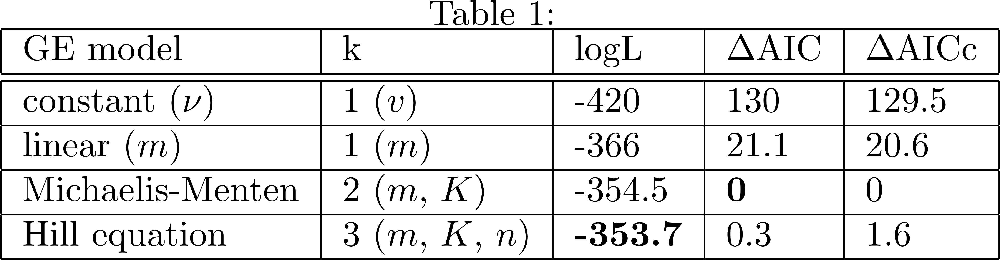 Table 1:
GE model k logL ΔAIC ΔAICc
constant (ν) 1 (v) -420 130 129.5
linear (m) 1 (m) -366 21.1 20.6
Michaelis-Menten 2 (m, K) -354.5 0 0
Hill equation 3 (m, K, n) -353.7 0.3 1.6